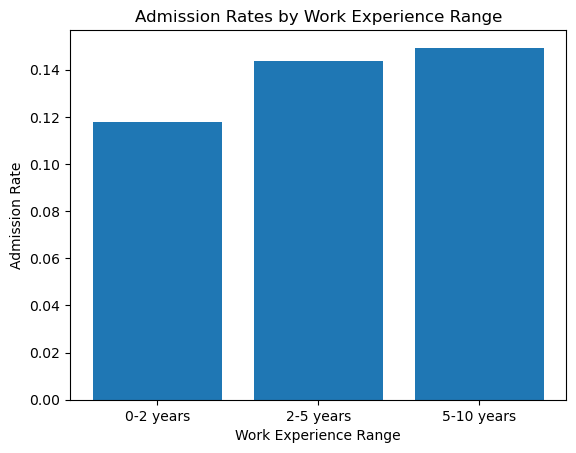 Admission Rates by Work Experience Range
Admission Rate
0.14
0.12
0.10
0.08
0.06
0.04
0.02
0.00
0-2 years
2-5 years
5-10 years
Work Experience Range